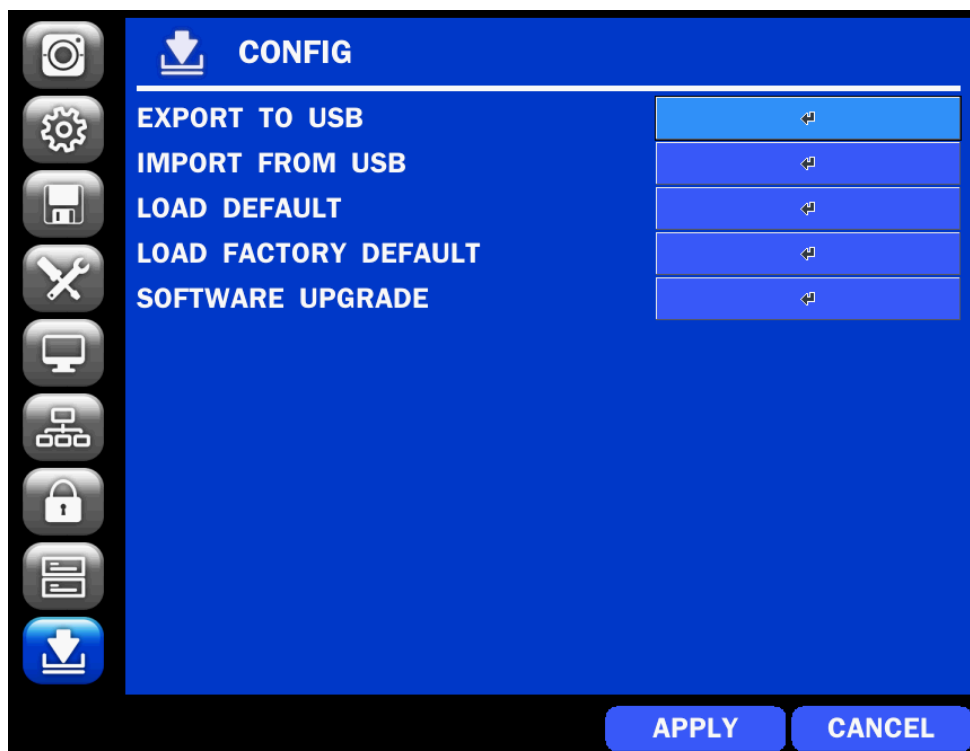 CONFIG
EXPORT TO USB
IMPORT FROM USB
LOAD DEFAULT
LOAD FACTORY DEFAULT
SOFTWARE UPGRADE
APPLY CANCEL